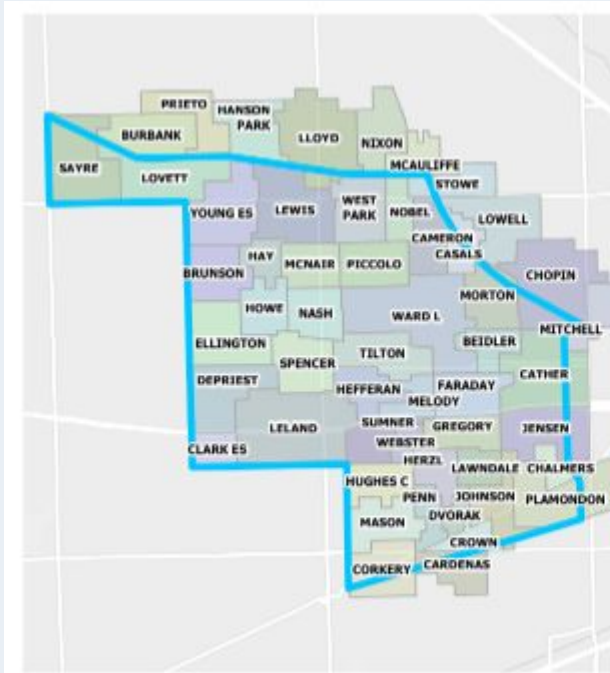 PRIETO
HANSON
PARK
BURBANK
LLOYD
NIXON
MCAULIFFE
SAYRE
LOVETT
STOWE
YOUNG ES
LEWIS
WEST
PARK
NOBEL
LOWELL
CAMERON
CASALS
HAY
MCNAIR
PICCOLO
BRUNSON
CHOPIN
MORTON
HOWE
NASH
WARD L
MITCHELL
ELLINGTON
BEIDLER
TILTON
SPENCER
CATHER
DEPRIEST
HEFFERAN
FARADAY
MELODY
LELAND
SUMNER
GREGORY
JENSEN
WEBSTER
CLARK ES
HERZL
LAWNDALE
CHALMERS
HUGHES C
PENN
JOHNSON
PLAMONDON
MASON
DVORAK
CROWN
CORKERY
CARDENAS